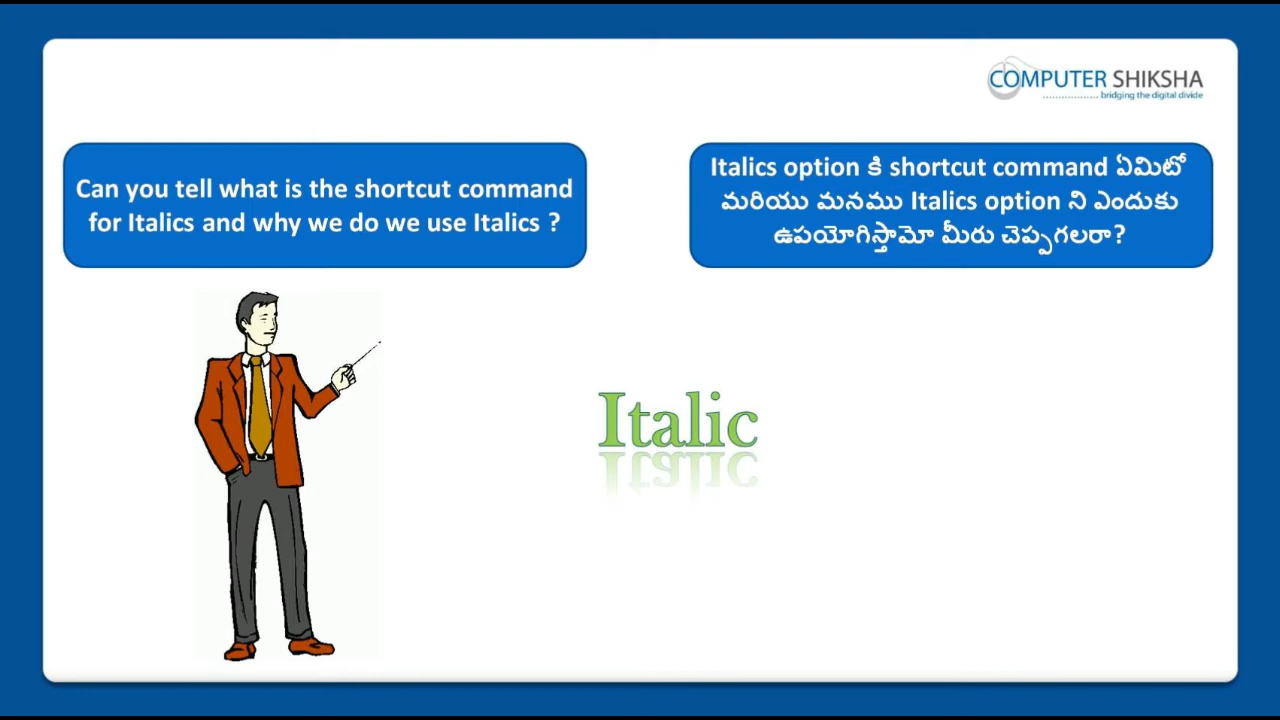 COMPUTER SHIKSHA
bridging the digital divide
Can you tell what is the shortcut command
for Italics and why we do we use Italics ?
Italics option కి shortcut command ఏమిటో
మరియు మనము Italics option ని ఎందుకు
ఉపయోగిస్తామో మీరు చెప్పగలరా?
Italic